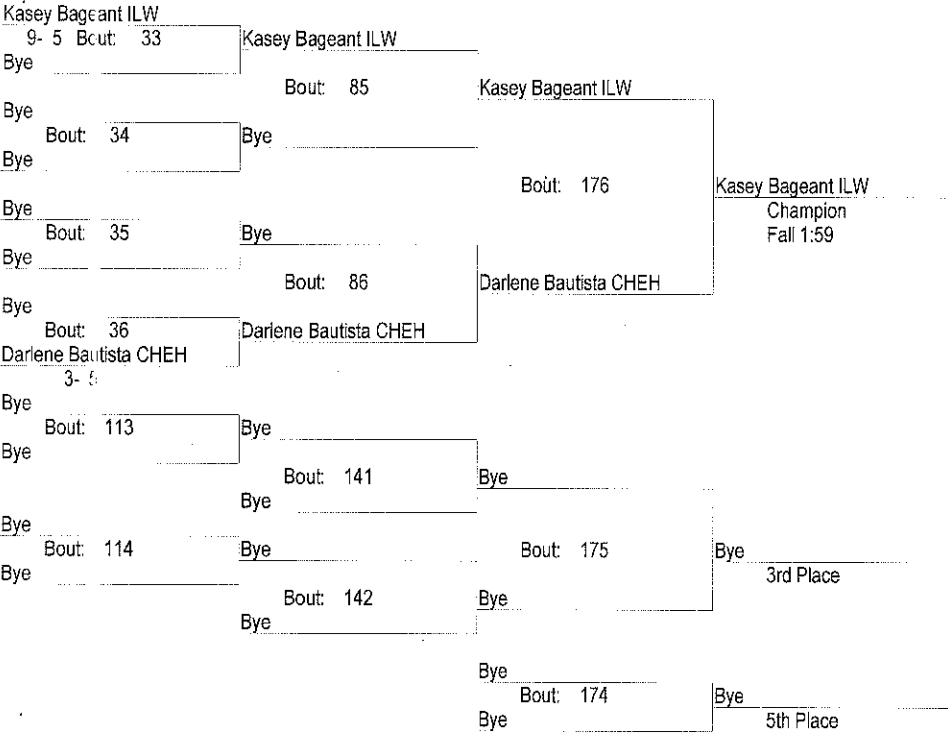 Kasey Bageant ILW
9- 5 Bout: 33
Kasey Bageant ILW
Bye
Bout: 85
Kasey Bageant ILW
Bye
Bout: 34
Bye
Bye
Bout: 176
Kasey Bageant ILW
Bye
Champion
Bout: 35
Bye
Fall 1:59
Bye
Bout: 86
Darlene Bautista CHEH
Bye
Bout: 36
Darlene Bautista CHEH
Darlene Bautista CHEH
3- 5
Bye
Bout: 113
Bye
Bye
Bout: 141
Bye
Bye
Bye
Bout: 114
Bye
Bout: 175
Bye
Bye
3rd Place
Bout: 142
Bye
Bye
Bye
Bout: 174
Bye
Bye
5th Place